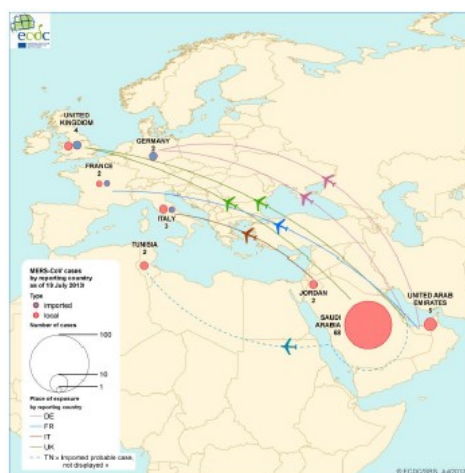 ecdc
UNITED
KINGDOM
4
GERMANY
2
FRANCE
2
ITALY
3
TUNISIA
2
JORDAN
2
SAUDI
ARABIA
UNITED ARAB
EMIRATES
5
MERS-CoV cases
by reporting country
as of 19 July 2013
Type
imported
local
Number of cases
100
10
1
Place of exposure
by reporting country
DE
FR
IT
UK
TN = Imported probable case,
not displayed